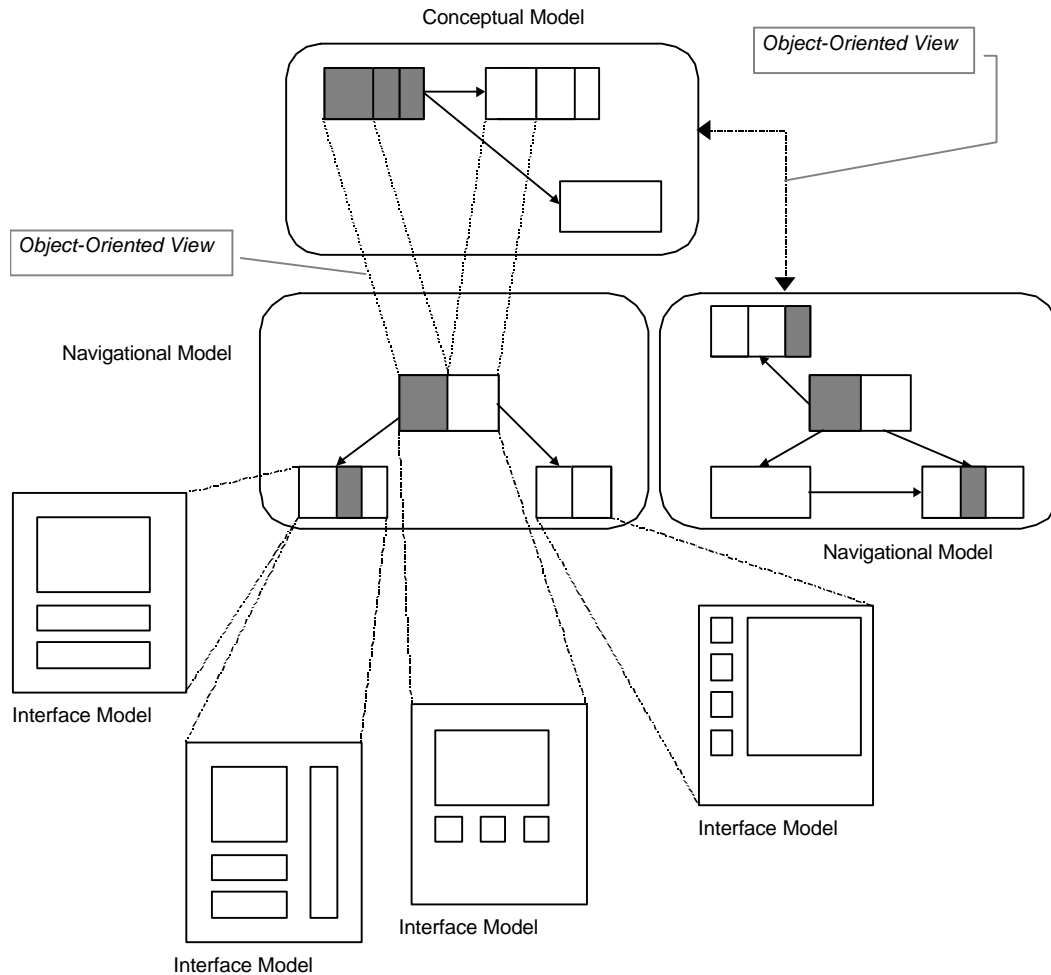 Conceptual Model
Object-Oriented View
Object-Oriented View
Navigational Model
Navigational Model
Interface Model
Interface Model
Interface Model
Interface Model